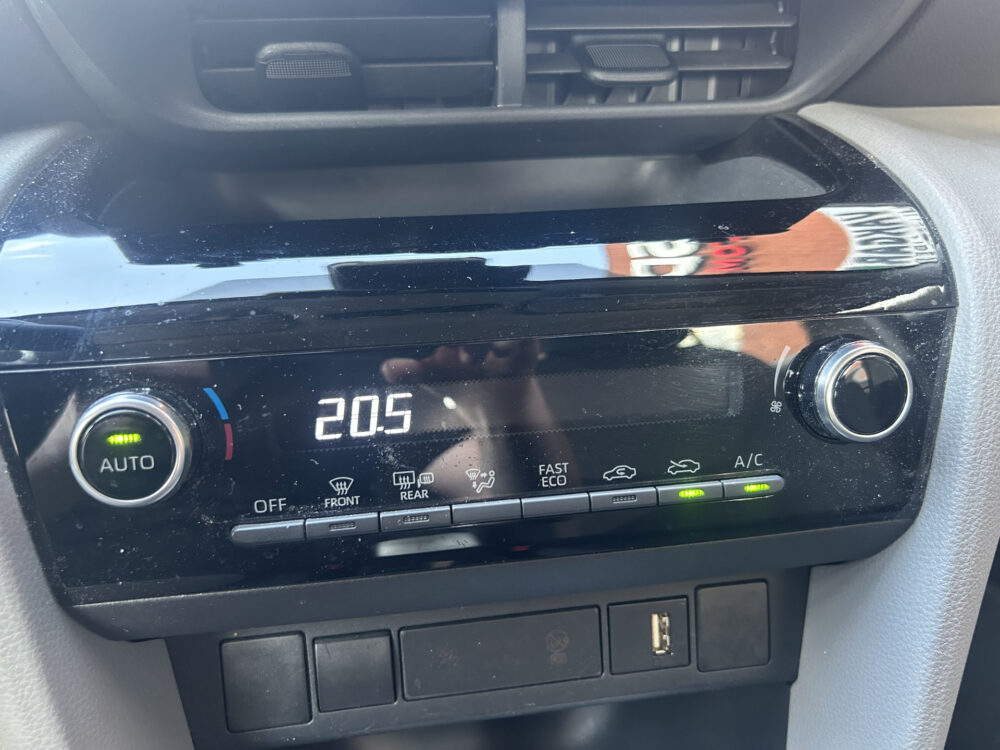 20.5
AUTO
OFF
FRONT
REAR
FAST
ECO
A/C